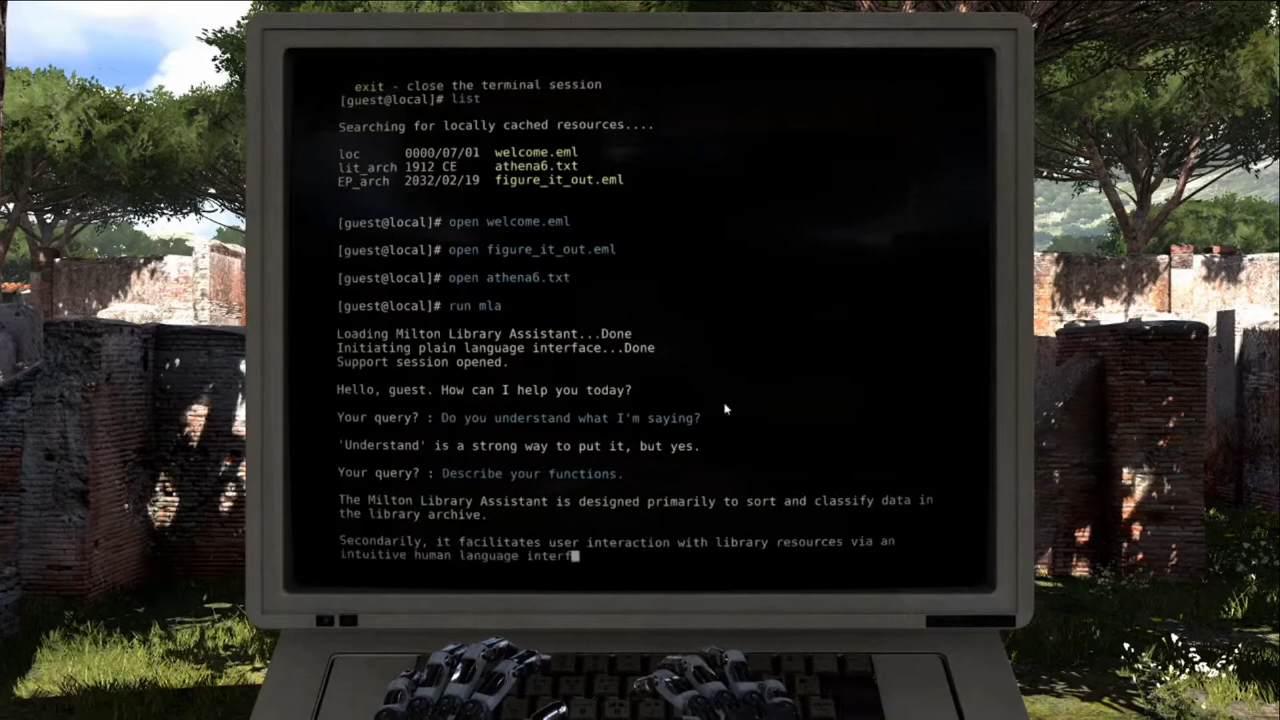 exit - close the terminal session
[guest@local]# list
Searching for locally cached resources....
loc 0000/07/01 welcome.eml
lit_arch 1912 CE athena6.txt
EP_arch 2032/02/19 figure_it_out.eml
[guest@local]# open welcome.eml
[guest@local]# open figure_it_out.eml
[guest@local]# open athena6.txt
[guest@local]# run mla
Loading Milton Library Assistant...Done
Initiating plain language interface...Done
Support session opened.
Hello, guest. How can I help you today?
Your query? : Do you understand what I'm saying?
'Understand' is a strong way to put it, but yes.
Your query? : Describe your functions.
The Milton Library Assistant is designed primarily to sort and classify data in
the library archive.
Secondarily, it facilitates user interaction with library resources via an
intuitive human language interf